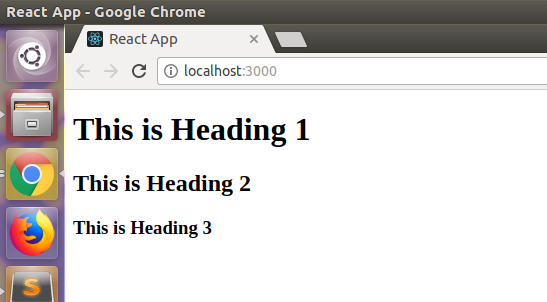 React App - Google Chrome
React App
localhost:3000
This is Heading 1
This is Heading 2
This is Heading 3